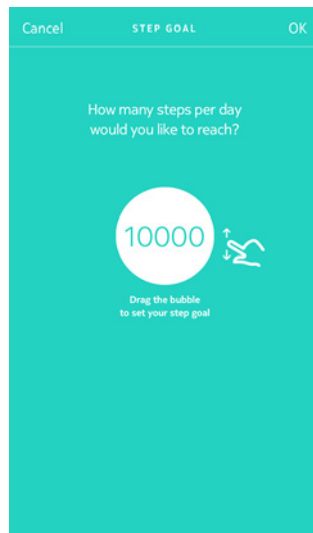 Cancel STEP GOAL OK
How many steps per day
would you like to reach?
10000
Drag the bubble
to set your step goal